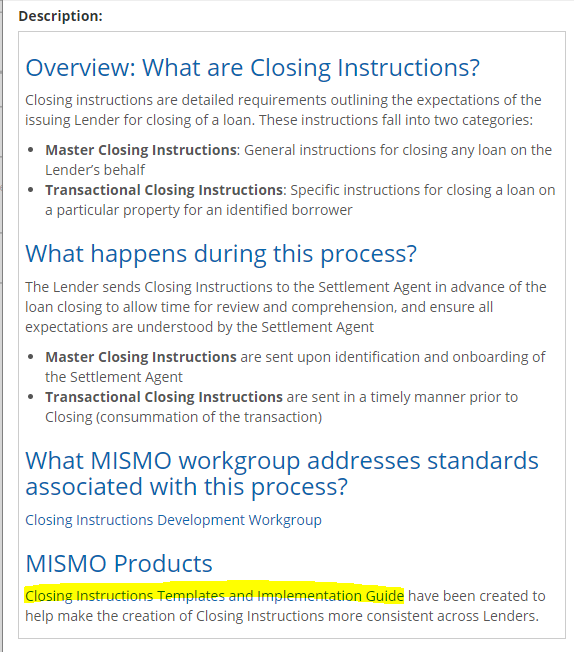 Description:
Overview: What are Closing Instructions?
Closing instructions are detailed requirements outlining the expectations of the
issuing Lender for closing of a loan. These instructions fall into two categories:
• Master Closing Instructions: General instructions for closing any loan on the
Lender’s behalf
• Transactional Closing Instructions: Specific instructions for closing a loan on
a particular property for an identified borrower
What happens during this process?
The Lender sends Closing Instructions to the Settlement Agent in advance of the
loan closing to allow time for review and comprehension, and ensure all
expectations are understood by the Settlement Agent
• Master Closing Instructions are sent upon identification and onboarding of
the Settlement Agent
• Transactional Closing Instructions are sent in a timely manner prior to
Closing (consummation of the transaction)
What MISMO workgroup addresses standards
associated with this process?
Closing Instructions Development Workgroup
MISMO Products
Closing Instructions Templates and Implementation Guide have been created to
help make the creation of Closing Instructions more consistent across Lenders.